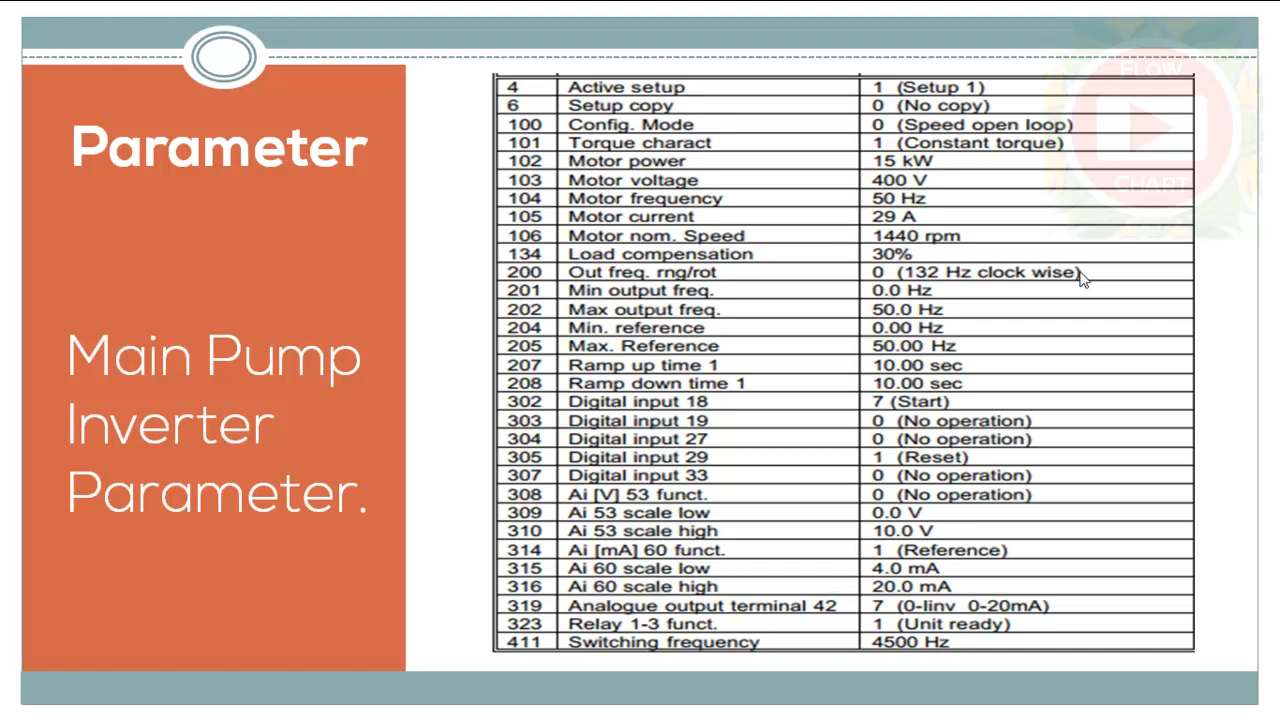 Parameter
Main Pump
Inverter
Parameter.
4 Active setup 1 (Setup 1)
6 Setup copy 0 (No copy)
100 Config. Mode 0 (Speed open loop)
101 Torque charact 1 (Constant torque)
102 Motor power 15 kW
103 Motor voltage 400 V
104 Motor frequency 50 Hz
105 Motor current 29 A
106 Motor nom. Speed 1440 rpm
134 Load compensation 30%
200 Out freq. rng/rot 0 (132 Hz clock wise)
201 Min output freq. 0.0 Hz
202 Max output freq. 50.0 Hz
204 Min. reference 0.00 Hz
205 Max. Reference 50.00 Hz
207 Ramp up time 1 10.00 sec
208 Ramp down time 1 10.00 sec
302 Digital input 18 7 (Start)
303 Digital input 19 0 (No operation)
304 Digital input 27 0 (No operation)
305 Digital input 29 1 (Reset)
307 Digital input 33 0 (No operation)
308 Ai [V] 53 funct. 0 (No operation)
309 Ai 53 scale low 0.0 V
310 Ai 53 scale high 10.0 V
314 Ai [mA] 60 funct. 1 (Reference)
315 Ai 60 scale low 4.0 mA
316 Ai 60 scale high 20.0 mA
319 Analogue output terminal 42 7 (0-Iinv 0-20mA)
323 Relay 1-3 funct. 1 (Unit ready)
411 Switching frequency 4500 Hz
FLOW
CHART